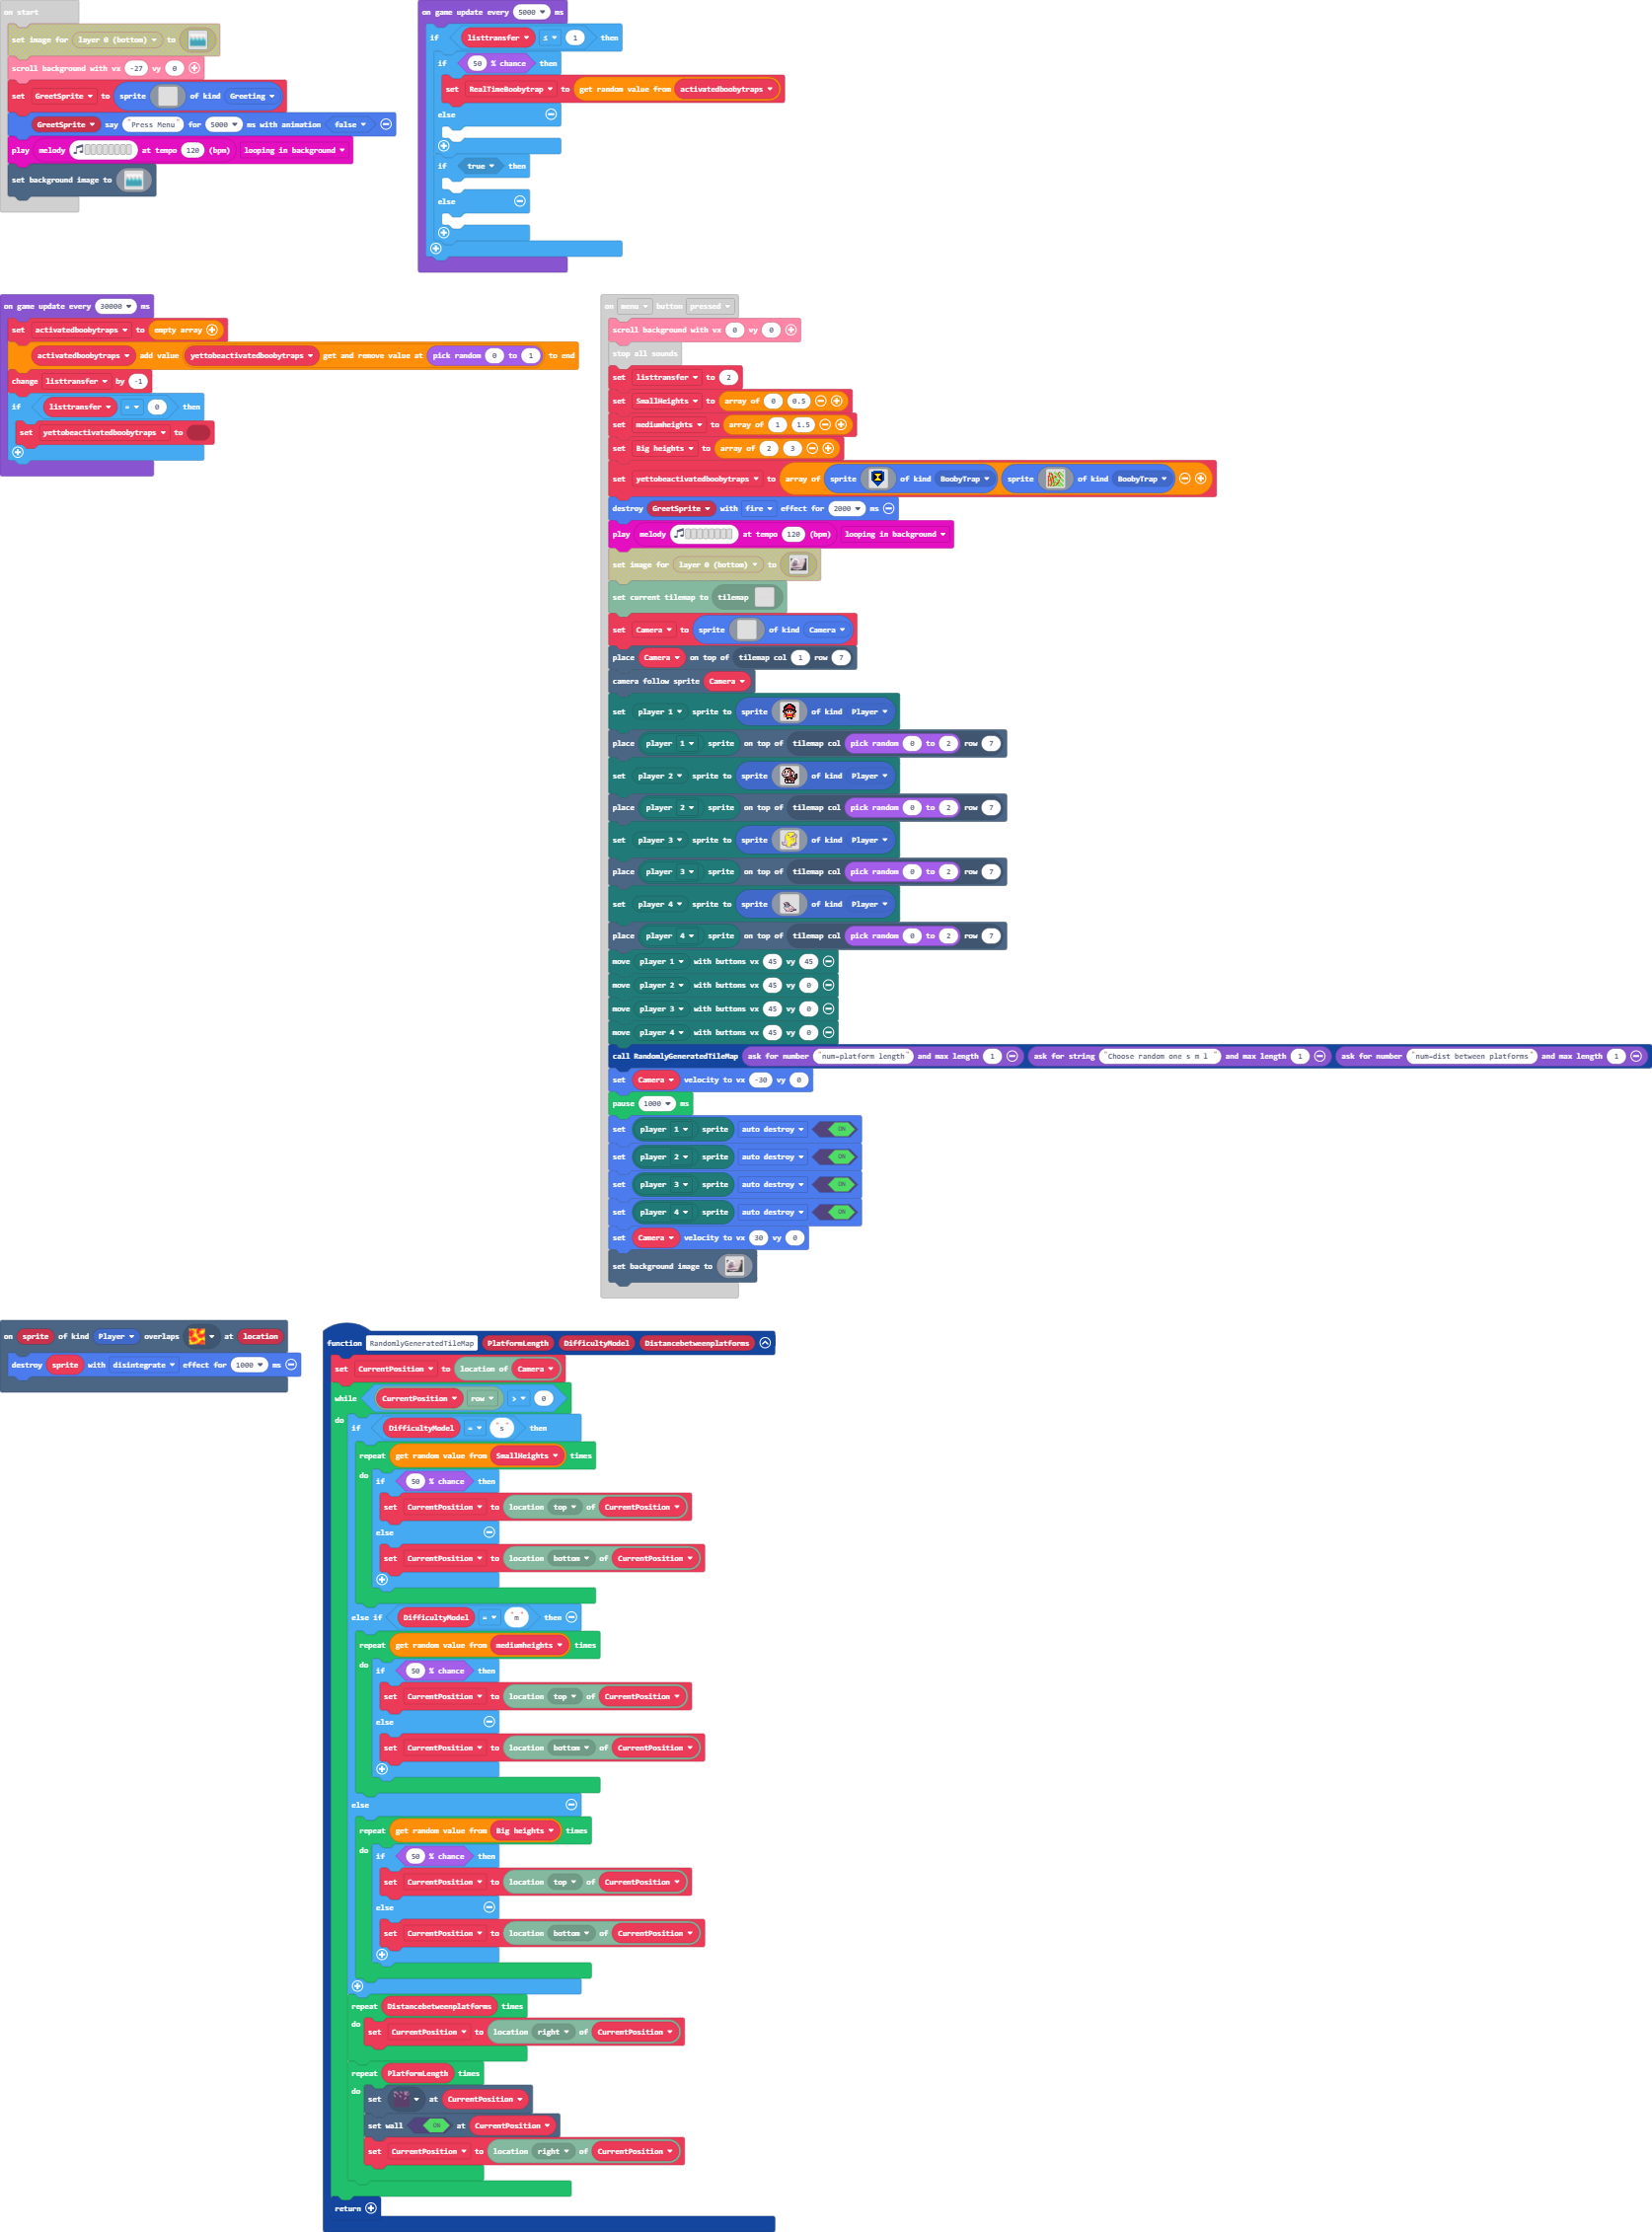 on start
set image for layer 0 (bottom) to
scroll background with vx -27 vy 0
set GreetSprite to sprite of kind Greeting
GreetSprite say "Press Menu" for 5000 ms with animation false
play melody at tempo 120 (bpm) looping in background
set background image to
on game update every 5000 ms
if listtransfer ≤ 1 then
if 50 % chance then
set RealTimeBoobytrap to get random value from activatedboobytraps
else
if true then
else
on game update every 30000 ms
set activatedboobytraps to empty array
activatedboobytraps add value yettobeactivatedboobytraps get and remove value at pick random 0 to 1 to end
change listtransfer by -1
if listtransfer = 0 then
set yettobeactivatedboobytraps to
on menu button pressed
scroll background with vx 0 vy 0
stop all sounds
set listtransfer to 2
set SmallHeights to array of 0 0.5
set mediumheights to array of 1 1.5
set Big heights to array of 2 3
set yettobeactivatedboobytraps to array of sprite of kind BoobyTrap sprite of kind BoobyTrap
destroy GreetSprite with fire effect for 2000 ms
play melody at tempo 120 (bpm) looping in background
set image for layer 0 (bottom) to
set current tilemap to tilemap
set Camera to sprite of kind Camera
place Camera on top of tilemap col 1 row 7
camera follow sprite Camera
set player 1 sprite to sprite of kind Player
place player 1 sprite on top of tilemap col pick random 0 to 2 row 7
set player 2 sprite to sprite of kind Player
place player 2 sprite on top of tilemap col pick random 0 to 2 row 7
set player 3 sprite to sprite of kind Player
place player 3 sprite on top of tilemap col pick random 0 to 2 row 7
set player 4 sprite to sprite of kind Player
place player 4 sprite on top of tilemap col pick random 0 to 2 row 7
move player 1 with buttons vx 45 vy 45
move player 2 with buttons vx 45 vy 0
move player 3 with buttons vx 45 vy 0
move player 4 with buttons vx 45 vy 0
call RandomlyGeneratedTileMap ask for number "num=platform length" and max length 1 ask for string "Choose random one s m l " and max length 1 ask for number "num=dist between platforms" and max length 1
set Camera velocity to vx -30 vy 0
pause 1000 ms
set player 1 sprite auto destroy ON
set player 2 sprite auto destroy ON
set player 3 sprite auto destroy ON
set player 4 sprite auto destroy ON
set Camera velocity to vx 30 vy 0
set background image to
on sprite of kind Player overlaps at location
destroy sprite with disintegrate effect for 1000 ms
function RandomlyGeneratedTileMap PlatformLength DifficultyModel Distancebetweenplatforms
set CurrentPosition to location of Camera
while CurrentPosition row > 0
do
if DifficultyModel = "s" then
repeat get random value from SmallHeights times
do
if 50 % chance then
set CurrentPosition to location top of CurrentPosition
else
set CurrentPosition to location bottom of CurrentPosition
else if DifficultyModel = "m" then
repeat get random value from mediumheights times
do
if 50 % chance then
set CurrentPosition to location top of CurrentPosition
else
set CurrentPosition to location bottom of CurrentPosition
else
repeat get random value from Big heights times
do
if 50 % chance then
set CurrentPosition to location top of CurrentPosition
else
set CurrentPosition to location bottom of CurrentPosition
repeat Distancebetweenplatforms times
do
set CurrentPosition to location right of CurrentPosition
repeat PlatformLength times
do
set at CurrentPosition
set wall ON at CurrentPosition
set CurrentPosition to location right of CurrentPosition
return